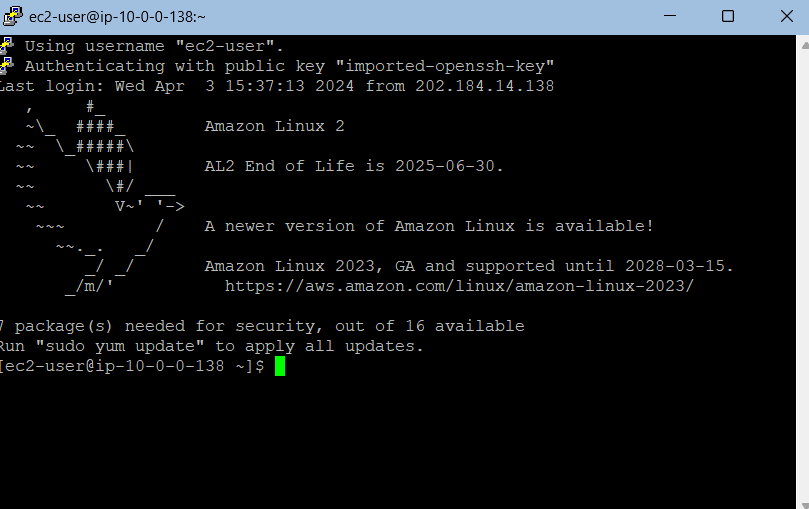 ec2-user@ip-10-0-0-138:~
Using username "ec2-user".
Authenticating with public key "imported-openssh-key"
Last login: Wed Apr  3 15:37:13 2024 from 202.184.14.138
   ,     #_
   ~\_  ####_        Amazon Linux 2
  ~~  \_#####\
  ~~     \###|       AL2 End of Life is 2025-06-30.
  ~~       \#/ ___
   ~~       V~' '->
    ~~~         /    A newer version of Amazon Linux is available!
      ~~._.   _/
         _/ _/       Amazon Linux 2023, GA and supported until 2028-03-15.
       _/m/'           https://aws.amazon.com/linux/amazon-linux-2023/
7 package(s) needed for security, out of 16 available
Run "sudo yum update" to apply all updates.
[ec2-user@ip-10-0-0-138 ~]$